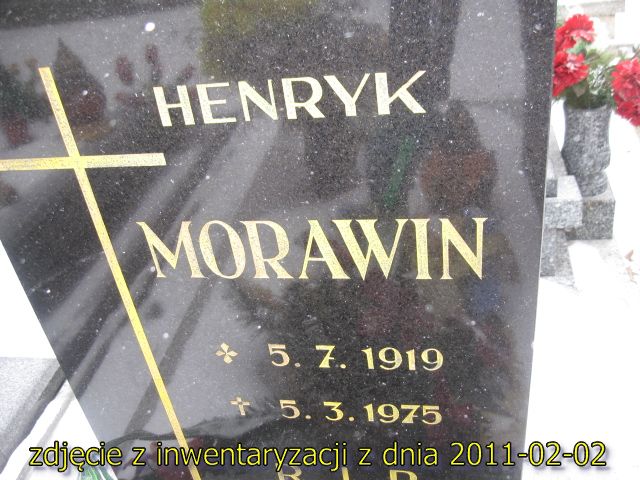 HENRYK
MORAWIN
5.7.1919
✝ 5.3.1975
R.I.P
zdjęcie z inwentaryzacji z dnia 2011-02-02